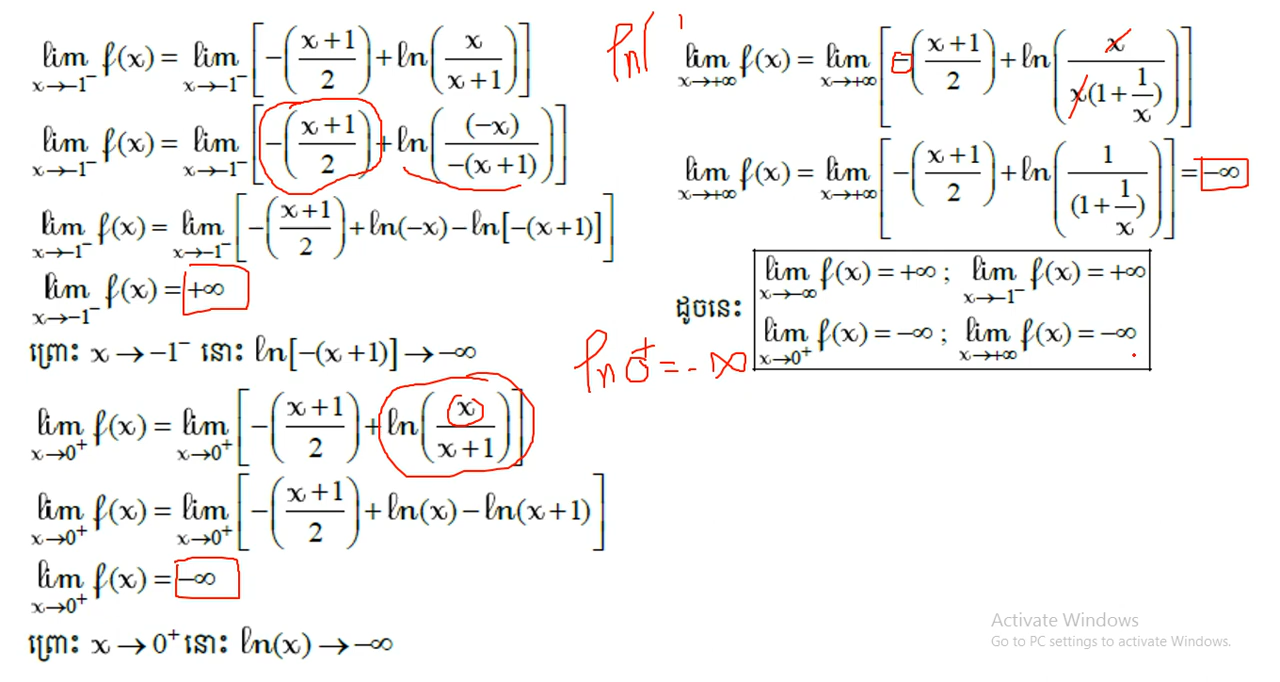 lim_{x→-1⁻} f(x) = lim_{x→-1⁻} [-((x+1)/2) + ln(x/(x+1))]
lim_{x→-1⁻} f(x) = lim_{x→-1⁻} [-((x+1)/2) + ln((-x)/(-(x+1)))]
lim_{x→-1⁻} f(x) = lim_{x→-1⁻} [-((x+1)/2) + ln(-x) - ln[-(x+1)]]
lim_{x→-1⁻} f(x) = +∞
ព្រោះ x → -1⁻ នោះ ln[-(x+1)] → -∞
lim_{x→0⁺} f(x) = lim_{x→0⁺} [-((x+1)/2) + ln(x/(x+1))]
lim_{x→0⁺} f(x) = lim_{x→0⁺} [-((x+1)/2) + ln(x) - ln(x+1)]
lim_{x→0⁺} f(x) = -∞
ព្រោះ x → 0⁺ នោះ ln(x) → -∞
ln(
lim_{x→+∞} f(x) = lim_{x→+∞} [-((x+1)/2) + ln(x/(x(1+1/x)))]
lim_{x→+∞} f(x) = lim_{x→+∞} [-((x+1)/2) + ln(1/((1+1/x)))] = -∞
ដូចនេះ
lim_{x→-∞} f(x) = +∞ ; lim_{x→-1⁻} f(x) = +∞
lim_{x→0⁺} f(x) = -∞ ; lim_{x→+∞} f(x) = -∞
ln 0⁺ = -∞
Activate Windows
Go to PC settings to activate Windows.